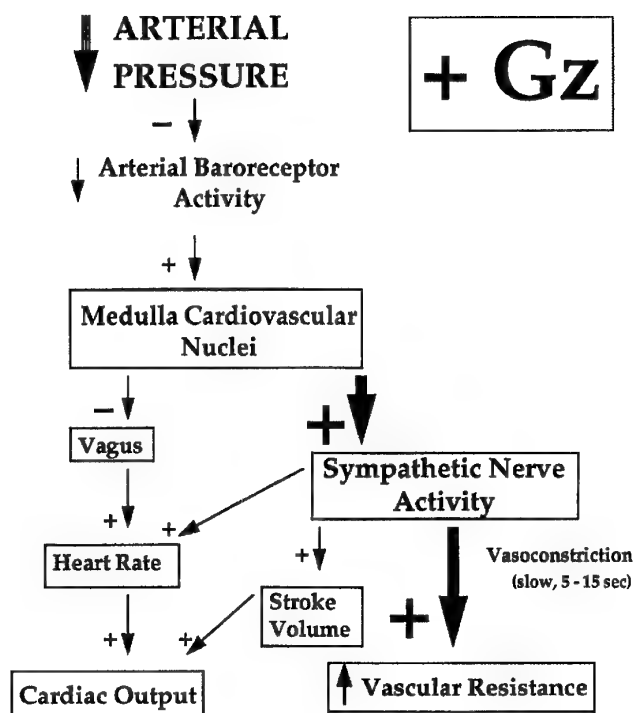 ARTERIAL
PRESSURE
+ Gz
−
Arterial Baroreceptor
Activity
+
Medulla Cardiovascular
Nuclei
−
+
Vagus
Sympathetic Nerve
Activity
+
+
Heart Rate
+
Vasoconstriction
(slow, 5 - 15 sec)
Stroke
Volume
+
+
+
Cardiac Output
Vascular Resistance